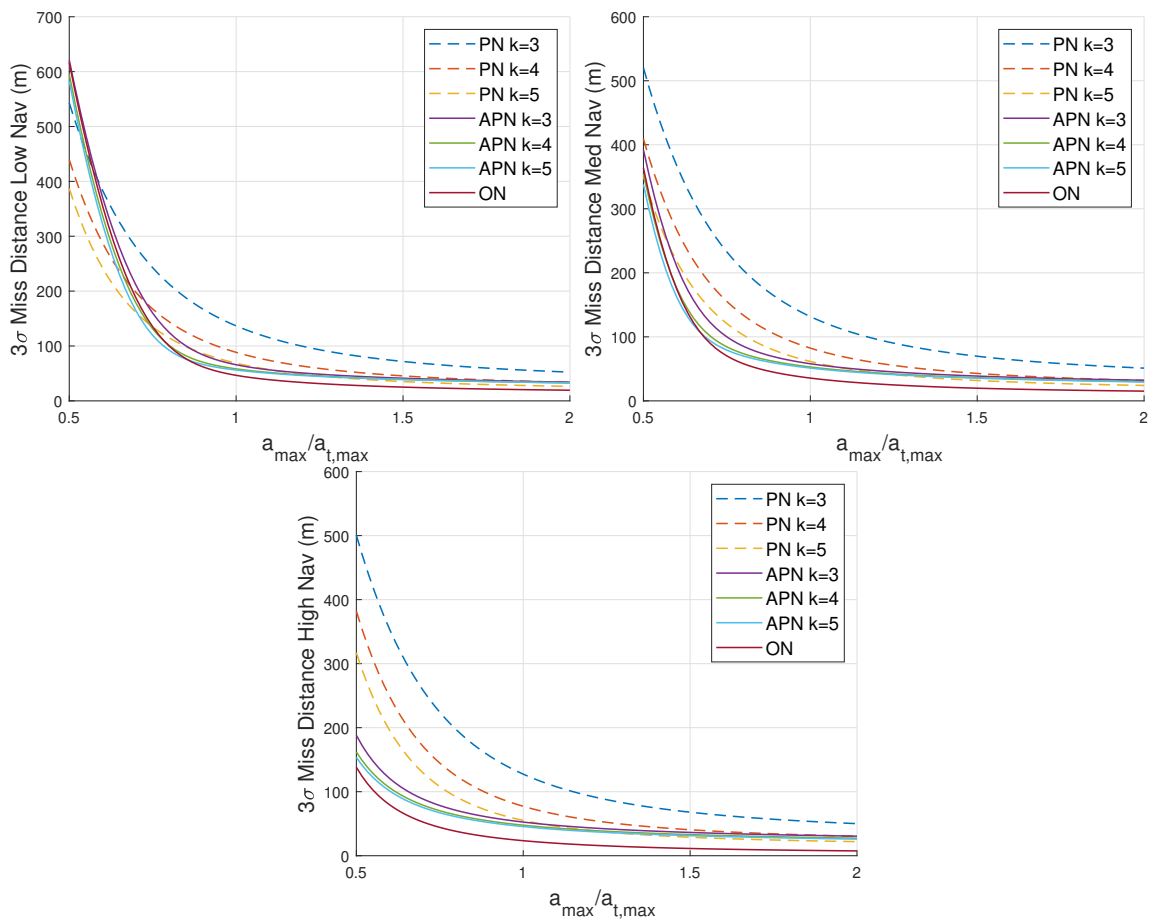 700
600
500
400
300
200
100
0
0.5
1
1.5
2
3σ Miss Distance Low Nav (m)
a_max/a_t,max
PN k=3
PN k=4
PN k=5
APN k=3
APN k=4
APN k=5
ON
600
500
400
300
200
100
0
0.5
1
1.5
2
3σ Miss Distance Med Nav (m)
a_max/a_t,max
PN k=3
PN k=4
PN k=5
APN k=3
APN k=4
APN k=5
ON
600
500
400
300
200
100
0
0.5
1
1.5
2
3σ Miss Distance High Nav (m)
a_max/a_t,max
PN k=3
PN k=4
PN k=5
APN k=3
APN k=4
APN k=5
ON